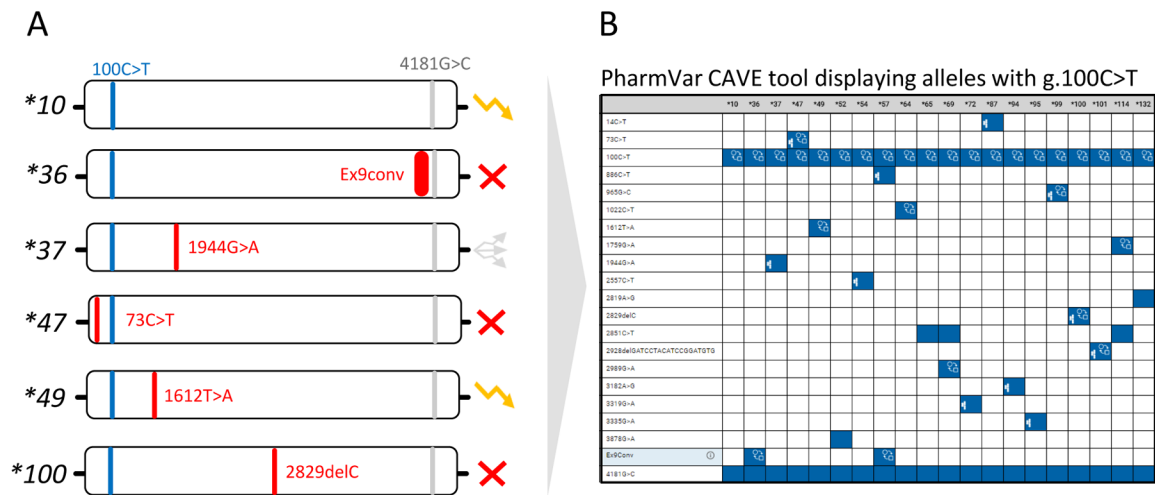 A
100C>T
4181G>C
*10
*36
Ex9conv
*37
1944G>A
*47
73C>T
*49
1612T>A
*100
2829delC
B
PharmVar CAVE tool displaying alleles with g.100C>T
*10 *36 *37 *47 *49 *52 *54 *57 *64 *65 *69 *72 *87 *94 *95 *99 *100 *101 *114 *132
14C>T
73C>T
100C>T
886C>T
965G>C
1022C>T
1612T>A
1759G>A
1944G>A
2557C>T
2819A>G
2829delC
2851C>T
2928delGATCCTACATCCGGATGTG
2989G>A
3182A>G
3319G>A
3335G>A
3878G>A
Ex9Conv
4181G>C